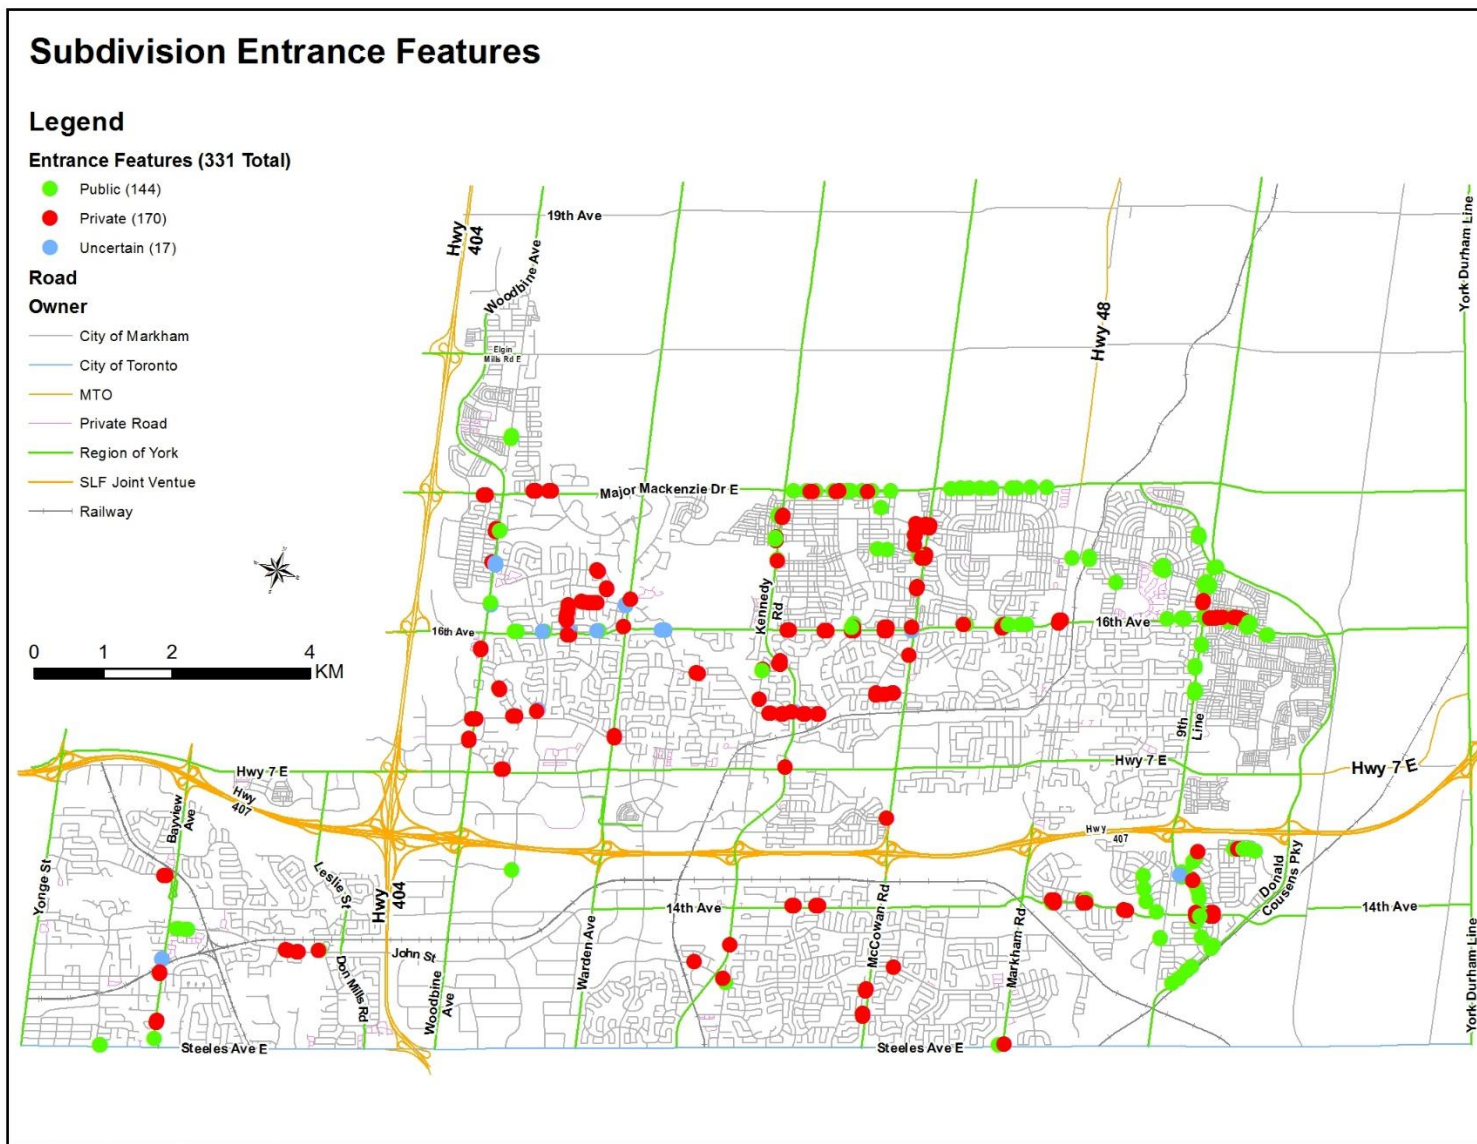 Subdivision Entrance Features
Legend
Entrance Features (331 Total)
Public (144)
Private (170)
Uncertain (17)
Road
Owner
City of Markham
City of Toronto
MTO
Private Road
Region of York
SLF Joint Ventue
Railway
0 1 2 4 KM
19th Ave
Hwy
404
Woodbine Ave
Elgin
Mills Rd E
Hwy 48
York Durham Line
Major Mackenzie Dr E
Kennedy
Rd
16th Ave
16th Ave
9th
Line
Hwy 7 E
Hwy 7 E
Hwy 7 E
Hwy
407
Hwy
407
Bayview
Ave
Yonge St
Leslie St
Hwy
404
John St
Don Mills Rd
Woodbine
Ave
Warden Ave
14th Ave
McCowan Rd
Markham Rd
Donald
Cousens Pky
14th Ave
York-Durham Line
Steeles Ave E
Steeles Ave E